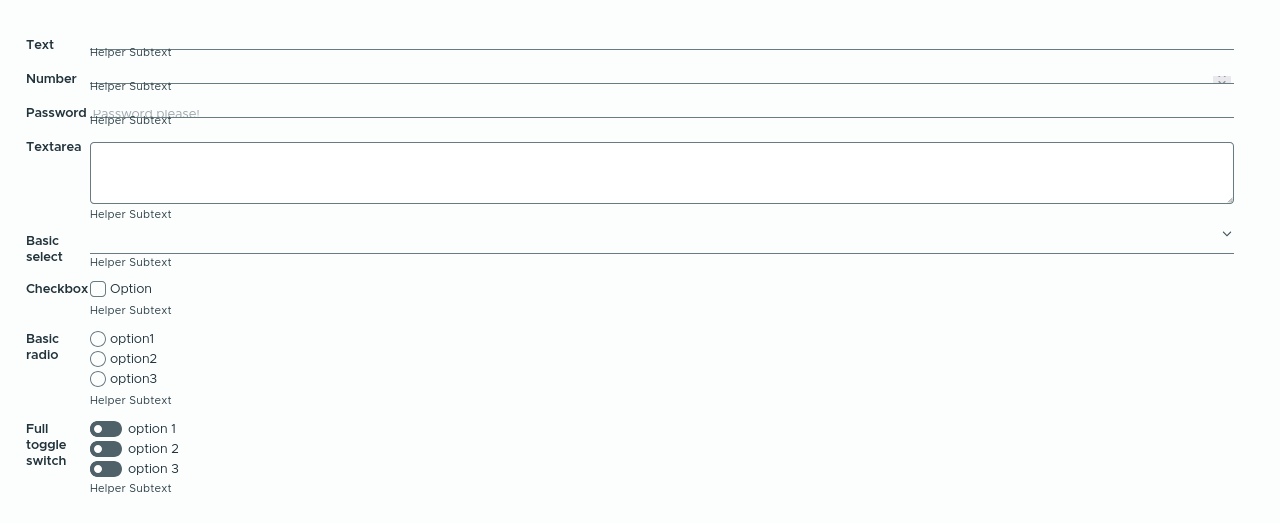 Text
Helper Subtext
Number
Helper Subtext
Password Password please!
Helper Subtext
Textarea
Helper Subtext
Basic
select
Helper Subtext
Checkbox Option
Helper Subtext
Basic
radio
option1
option2
option3
Helper Subtext
Full
toggle
switch
option 1
option 2
option 3
Helper Subtext